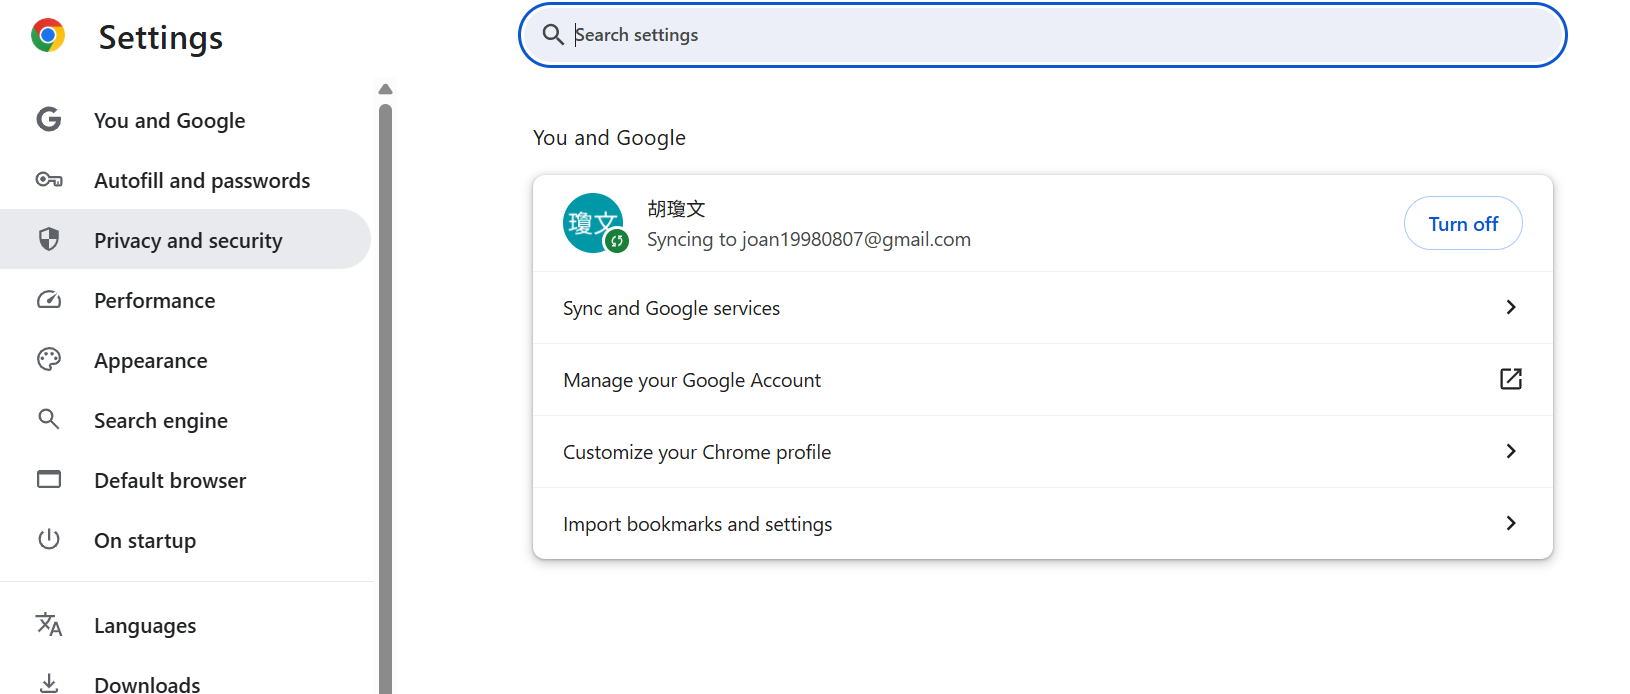 Settings
Search settings
You and Google
Autofill and passwords
Privacy and security
Performance
Appearance
Search engine
Default browser
On startup
Languages
Downloads
You and Google
瓊文
胡瓊文
Syncing to joan19980807@gmail.com
Turn off
Sync and Google services
Manage your Google Account
Customize your Chrome profile
Import bookmarks and settings